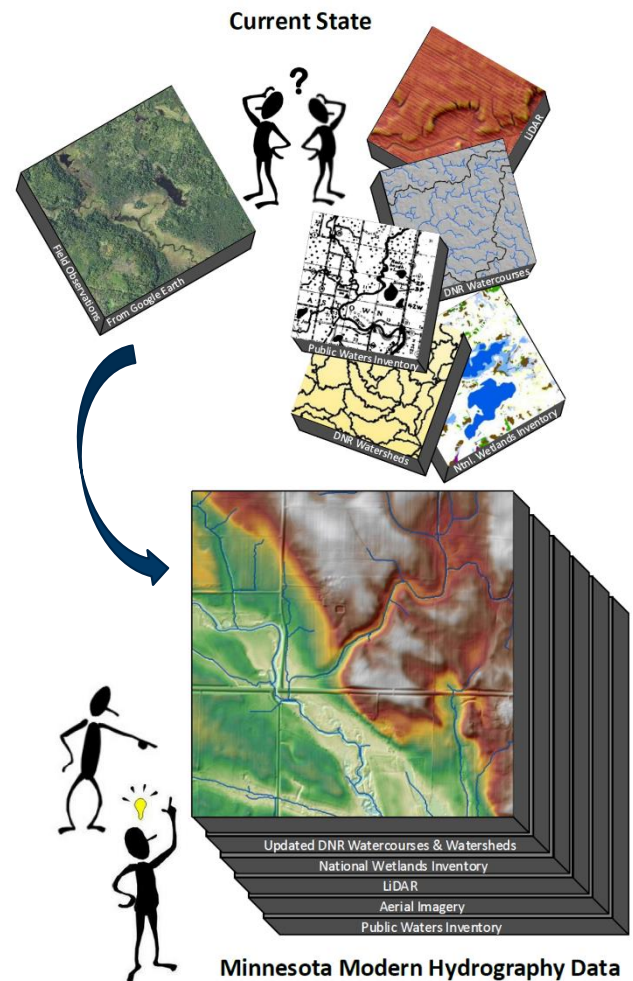 Current State
?
LiDAR
Field Observations
From Google Earth
DNR Watercourses
Public Waters Inventory
DNR Watersheds
Ntnl. Wetlands Inventory
Updated DNR Watercourses & Watersheds
National Wetlands Inventory
LiDAR
Aerial Imagery
Public Waters Inventory
Minnesota Modern Hydrography Data